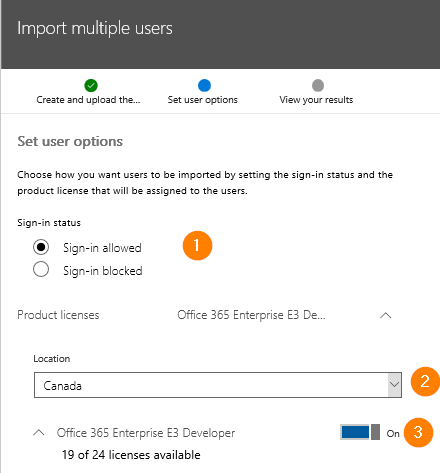 Import multiple users
Create and upload the...
Set user options
View your results
Set user options
Choose how you want users to be imported by setting the sign-in status and the
product license that will be assigned to the users.
Sign-in status
Sign-in allowed
1
Sign-in blocked
Product licenses
Office 365 Enterprise E3 De...
Location
Canada
2
Office 365 Enterprise E3 Developer
On
3
19 of 24 licenses available